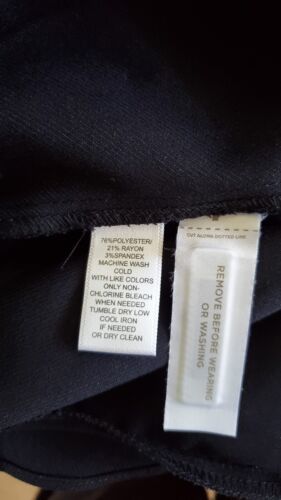 76%POLYESTER/
21% RAYON
3%SPANDEX
MACHINE WASH
COLD
WITH LIKE COLORS
ONLY NON-
CHLORINE BLEACH
WHEN NEEDED
TUMBLE DRY LOW
COOL IRON
IF NEEDED
OR DRY CLEAN
CUT ALONG DOTTED LINE
REMOVE BEFORE WEARING
OR WASHING